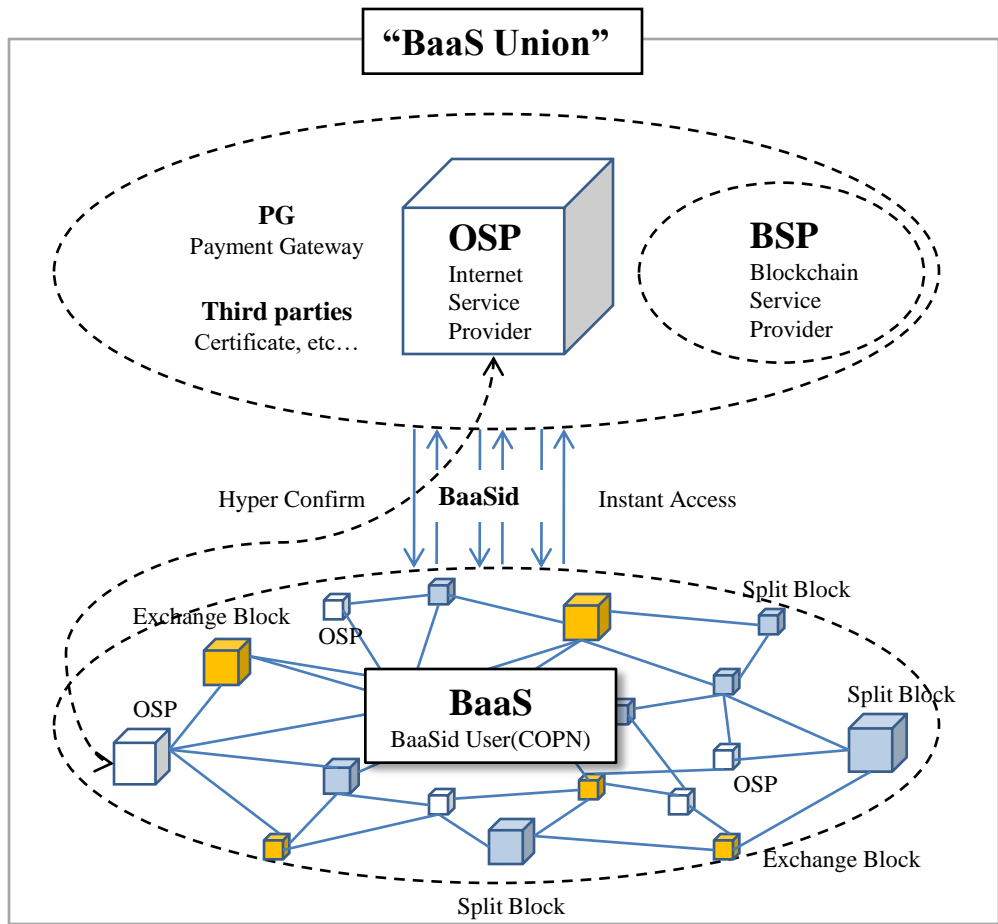 “BaaS Union”
PG
Payment Gateway
Third parties
Certificate, etc…
OSP
Internet
Service
Provider
BSP
Blockchain
Service
Provider
Hyper Confirm
BaaSid
Instant Access
Exchange Block
OSP
Split Block
OSP
BaaS
BaaSid User(COPN)
Split Block
OSP
Exchange Block
Split Block